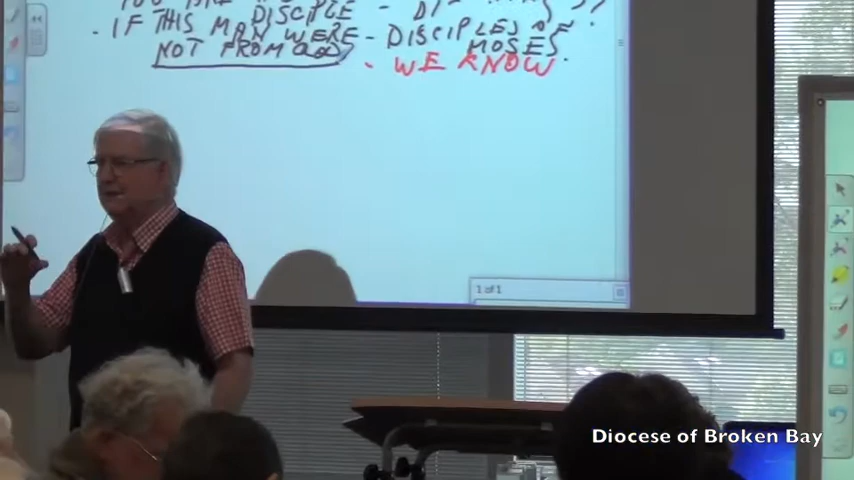 DISCIPLE -
- IF THIS MAN WERE - DISCIPLES OF
NOT FROM GOD MOSES
- WE KNOW.
1 of 1
Diocese of Broken Bay